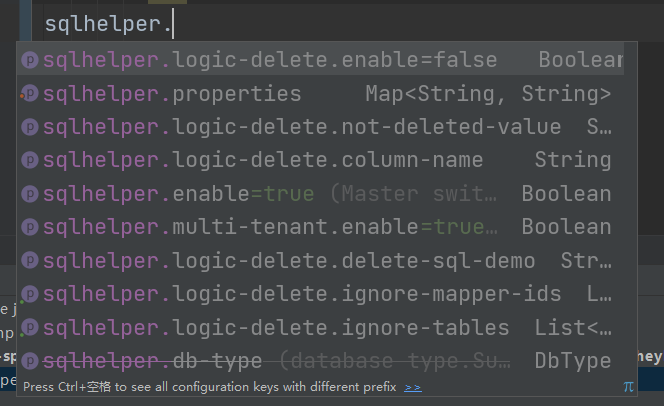 sqlhelper.
sqlhelper.logic-delete.enable=false Boolean
sqlhelper.properties Map<String, String>
sqlhelper.logic-delete.not-deleted-value S…
sqlhelper.logic-delete.column-name String
sqlhelper.enable=true (Master swit… Boolean
sqlhelper.multi-tenant.enable=true… Boolean
sqlhelper.logic-delete.delete-sql-demo Str…
sqlhelper.logic-delete.ignore-mapper-ids L…
sqlhelper.logic-delete.ignore-tables List<…
sqlhelper.db-type (database type.Su… DbType
Press Ctrl+空格 to see all configuration keys with different prefix >>
π